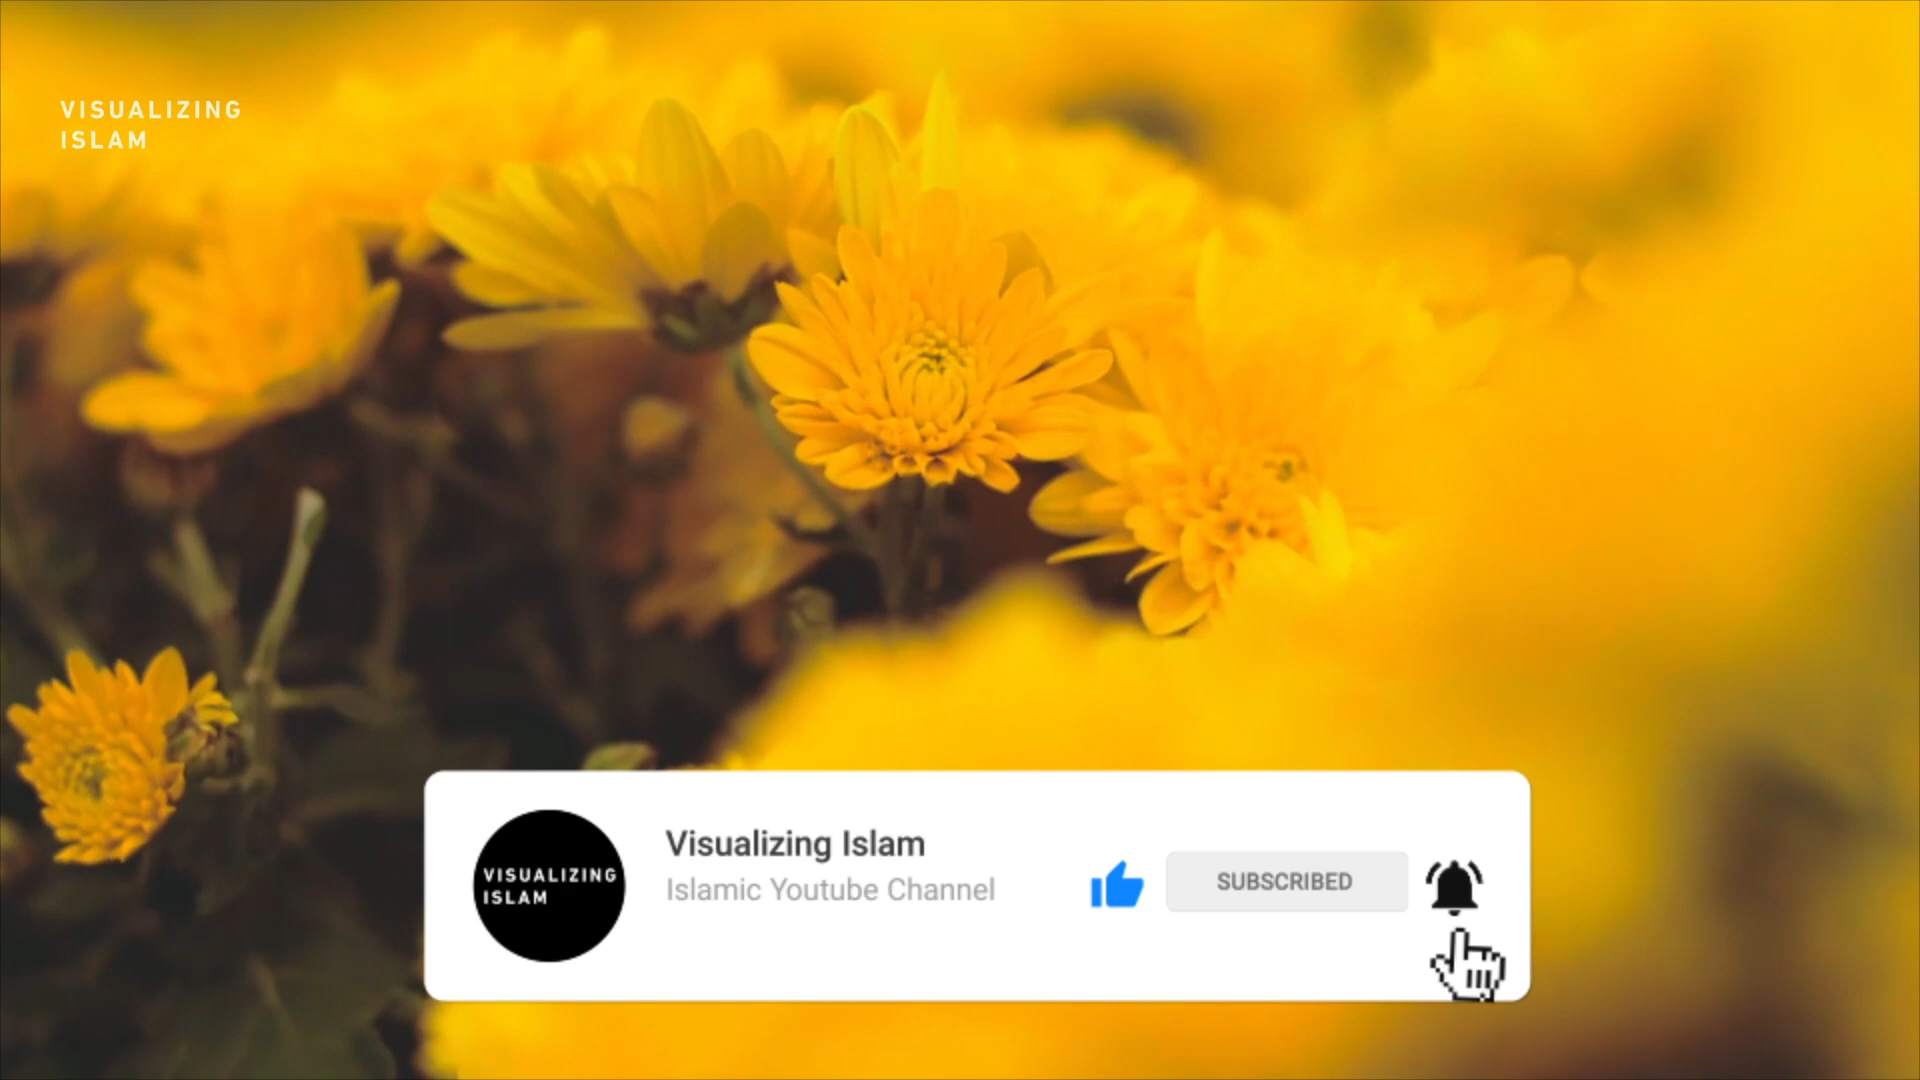 VISUALIZING
ISLAM
VISUALIZING
ISLAM
Visualizing Islam
Islamic Youtube Channel
SUBSCRIBED